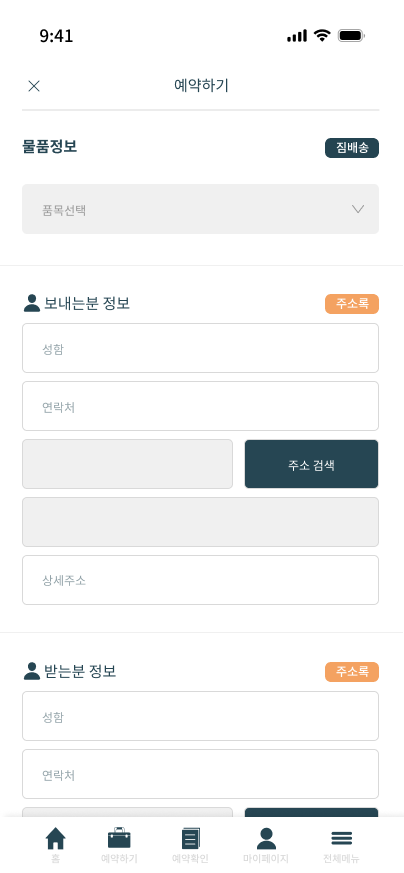 9:41
예약하기
물품정보
짐배송
품목선택
보내는분 정보
주소록
성함
연락처
주소 검색
상세주소
받는분 정보
주소록
성함
연락처
홈
예약하기
예약확인
마이페이지
전체메뉴